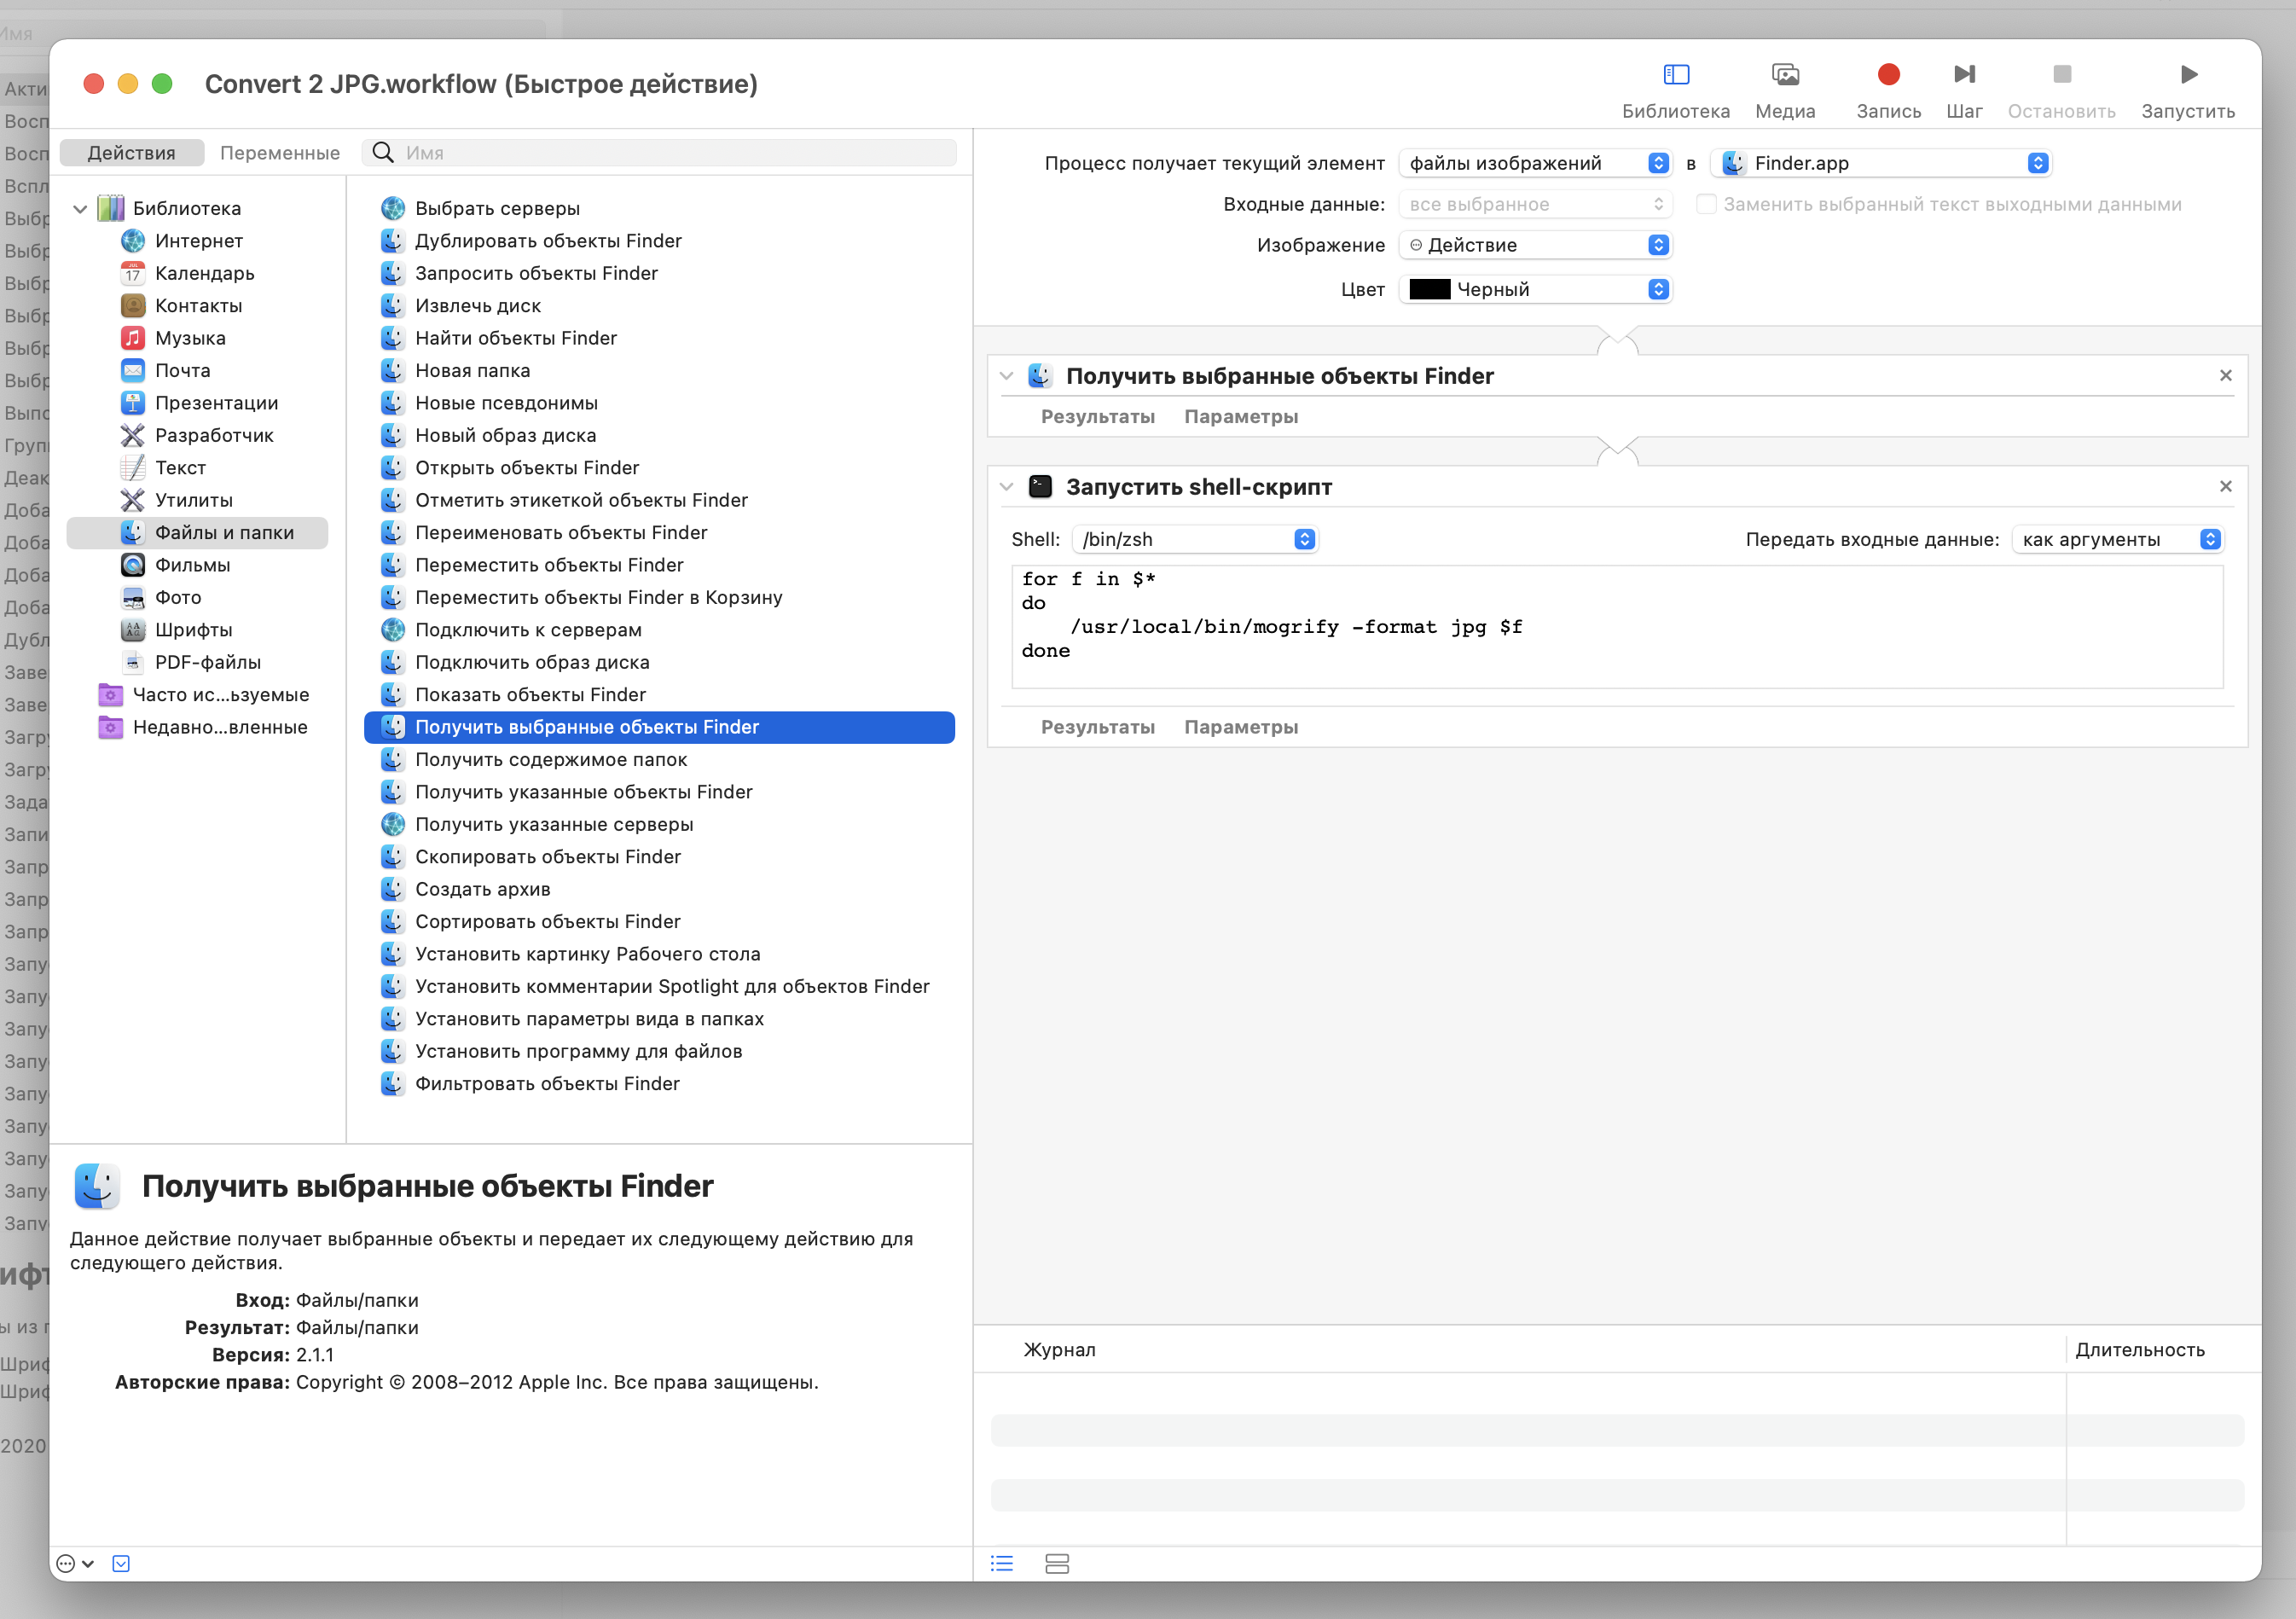 Convert 2 JPG.workflow (Быстрое действие)
Библиотека
Медиа
Запись
Шаг
Остановить
Запустить
Действия
Переменные
Имя
Библиотека
Интернет
Календарь
Контакты
Музыка
Почта
Презентации
Разработчик
Текст
Утилиты
Файлы и папки
Фильмы
Фото
Шрифты
PDF-файлы
Часто ис...ьзуемые
Недавно...вленные
Выбрать серверы
Дублировать объекты Finder
Запросить объекты Finder
Извлечь диск
Найти объекты Finder
Новая папка
Новые псевдонимы
Новый образ диска
Открыть объекты Finder
Отметить этикеткой объекты Finder
Переименовать объекты Finder
Переместить объекты Finder
Переместить объекты Finder в Корзину
Подключить к серверам
Подключить образ диска
Показать объекты Finder
Получить выбранные объекты Finder
Получить содержимое папок
Получить указанные объекты Finder
Получить указанные серверы
Скопировать объекты Finder
Создать архив
Сортировать объекты Finder
Установить картинку Рабочего стола
Установить комментарии Spotlight для объектов Finder
Установить параметры вида в папках
Установить программу для файлов
Фильтровать объекты Finder
Получить выбранные объекты Finder
Данное действие получает выбранные объекты и передает их следующему действию для
следующего действия.
Вход: Файлы/папки
Результат: Файлы/папки
Версия: 2.1.1
Авторские права: Copyright © 2008–2012 Apple Inc. Все права защищены.
Процесс получает текущий элемент файлы изображений в Finder.app
Входные данные: все выбранное Заменить выбранный текст выходными данными
Изображение Действие
Цвет Черный
Получить выбранные объекты Finder
Результаты Параметры
Запустить shell-скрипт
Shell: /bin/zsh Передать входные данные: как аргументы
for f in $*
do
/usr/local/bin/mogrify -format jpg $f
done
Результаты Параметры
Журнал Длительность
Имя
2020